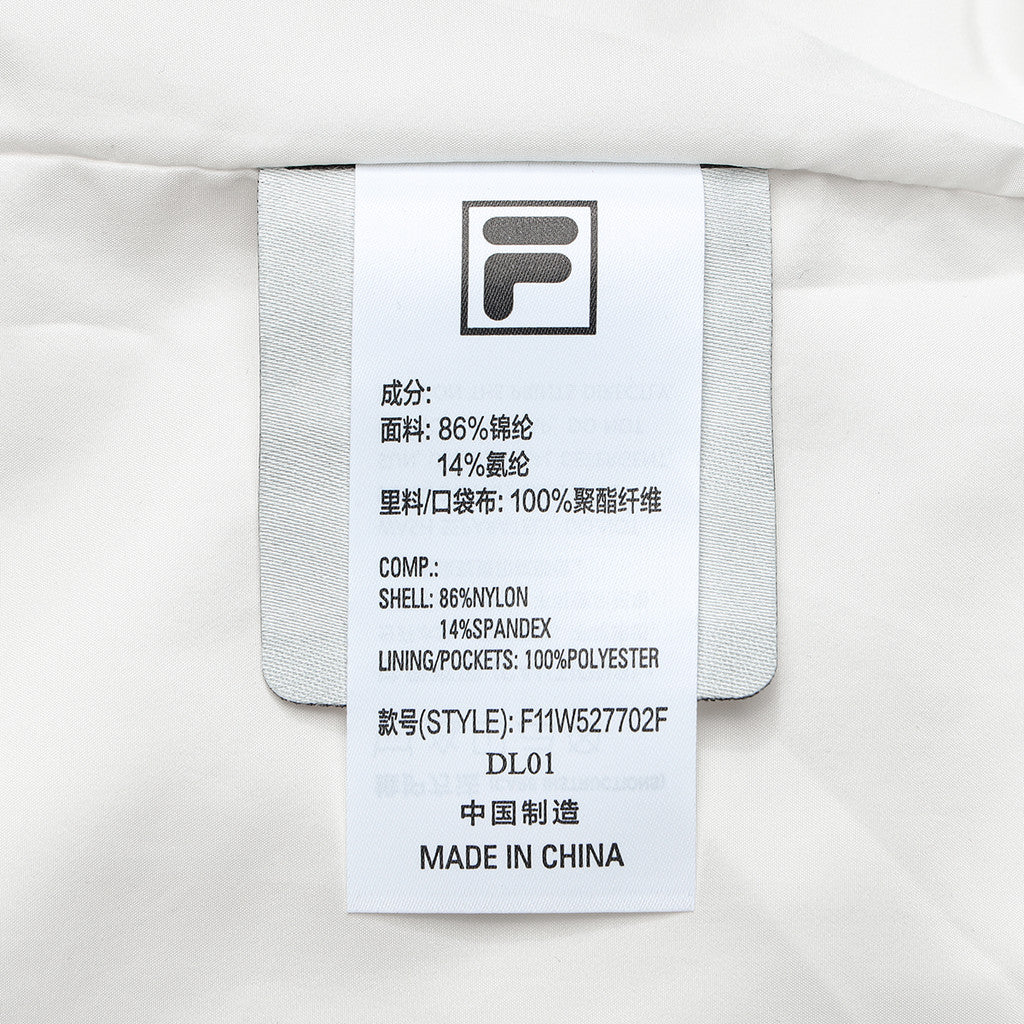 F
成分:
面料: 86%锦纶
14%氨纶
里料/口袋布: 100%聚酯纤维
COMP.:
SHELL: 86%NYLON
14%SPANDEX
LINING/POCKETS: 100%POLYESTER
款号(STYLE): F11W527702F
DL01
中国制造
MADE IN CHINA